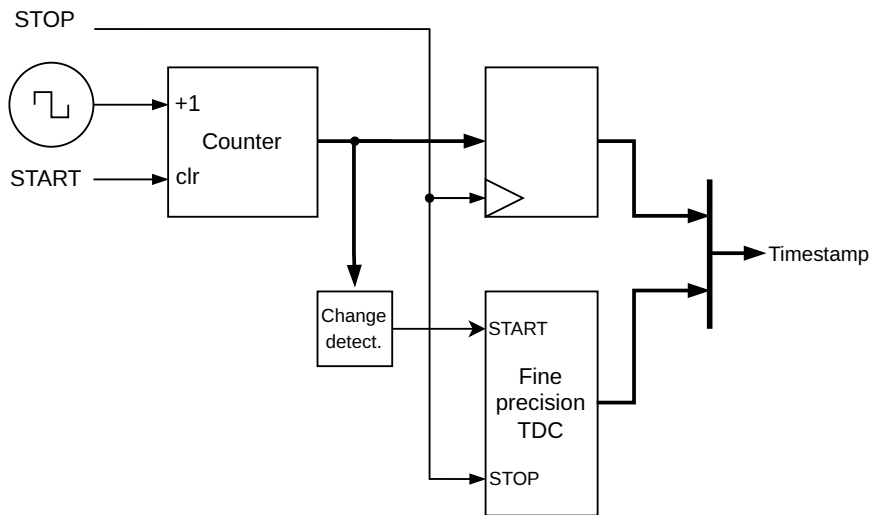 STOP
+1
Counter
START
clr
Timestamp
Change
detect.
START
Fine
precision
TDC
STOP